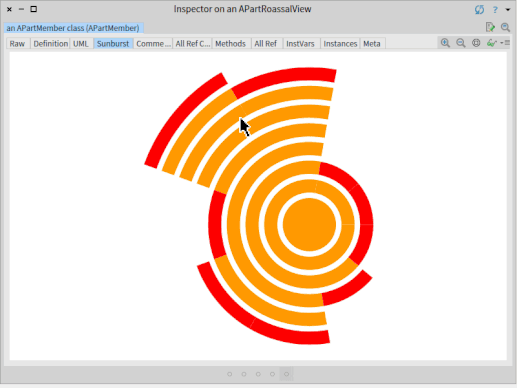 Inspector on an APartRoassalView
an APartMember class (APartMember)
Raw Definition UML Sunburst Comme... All Ref C... Methods All Ref InstVars Instances Meta